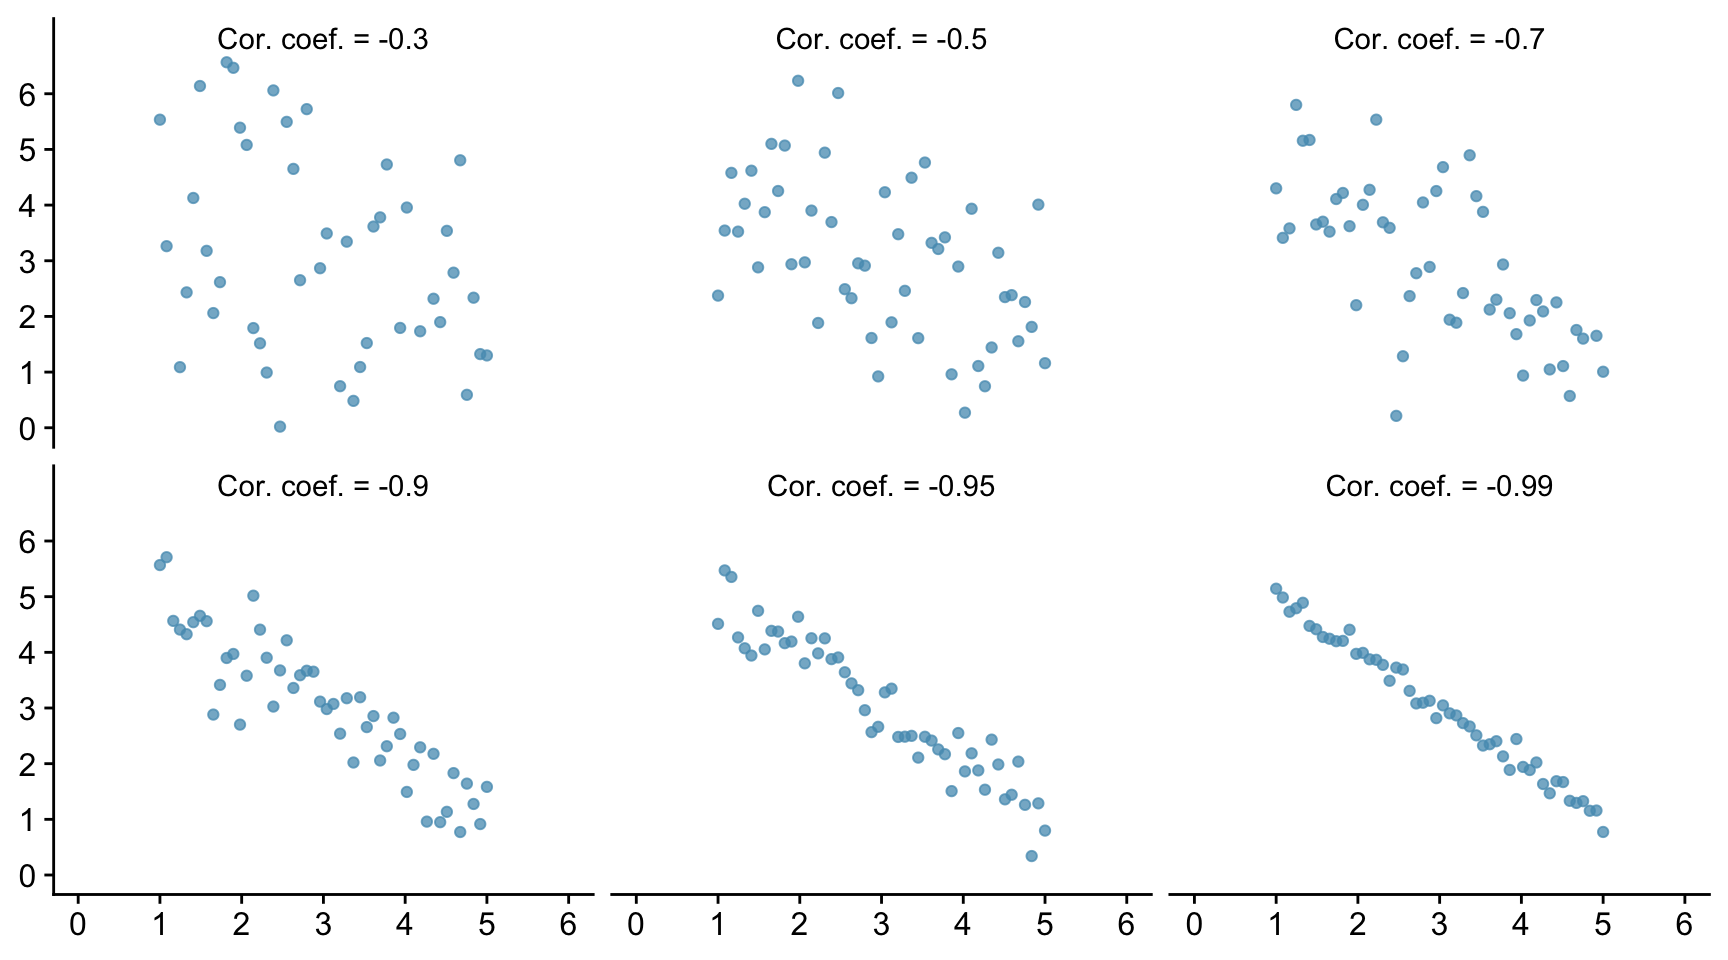 Cor. coef. = -0.3
Cor. coef. = -0.5
Cor. coef. = -0.7
6
5
4
3
2
1
0
Cor. coef. = -0.9
Cor. coef. = -0.95
Cor. coef. = -0.99
6
5
4
3
2
1
0
0 1 2 3 4 5 6
0 1 2 3 4 5 6
0 1 2 3 4 5 6